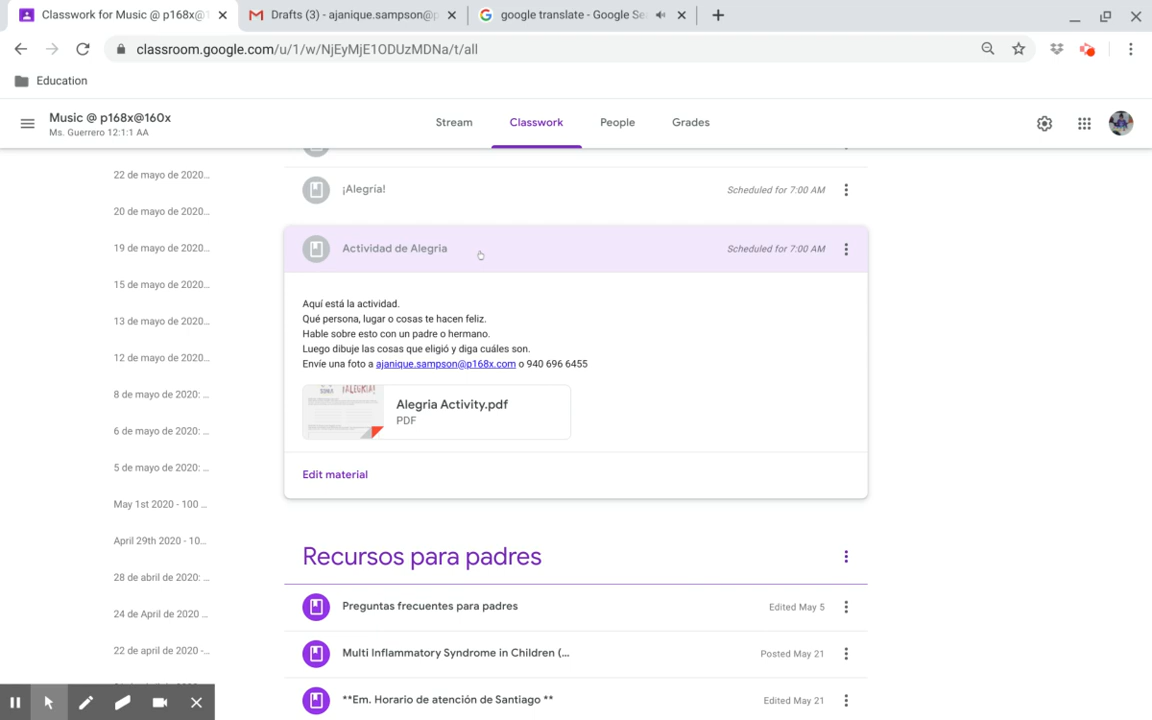 Classwork for Music @ p168x@1
Drafts (3) - ajanique.sampson@p
google translate - Google Se
classroom.google.com/u/1/w/NjEyMjE1ODUzMDNa/t/all
Education
Music @ p168x@160x
Ms. Guerrero 12:1:1 AA
Stream
Classwork
People
Grades
22 de mayo de 2020...
20 de mayo de 2020...
19 de mayo de 2020...
15 de mayo de 2020...
13 de mayo de 2020...
12 de mayo de 2020...
8 de mayo de 2020: ...
6 de mayo de 2020: ...
5 de mayo de 2020: ...
May 1st 2020 - 100 ...
April 29th 2020 - 10...
28 de abril de 2020: ...
24 de April de 2020 ...
22 de april de 2020 -...
¡Alegría!
Scheduled for 7:00 AM
Actividad de Alegria
Scheduled for 7:00 AM
Aquí está la actividad.
Qué persona, lugar o cosas te hacen feliz.
Hable sobre esto con un padre o hermano.
Luego dibuje las cosas que eligió y diga cuáles son.
Envíe una foto a ajanique.sampson@p168x.com o 940 696 6455
Alegria Activity.pdf
PDF
Edit material
Recursos para padres
Preguntas frecuentes para padres
Edited May 5
Multi Inflammatory Syndrome in Children (...
Posted May 21
**Em. Horario de atención de Santiago **
Edited May 21